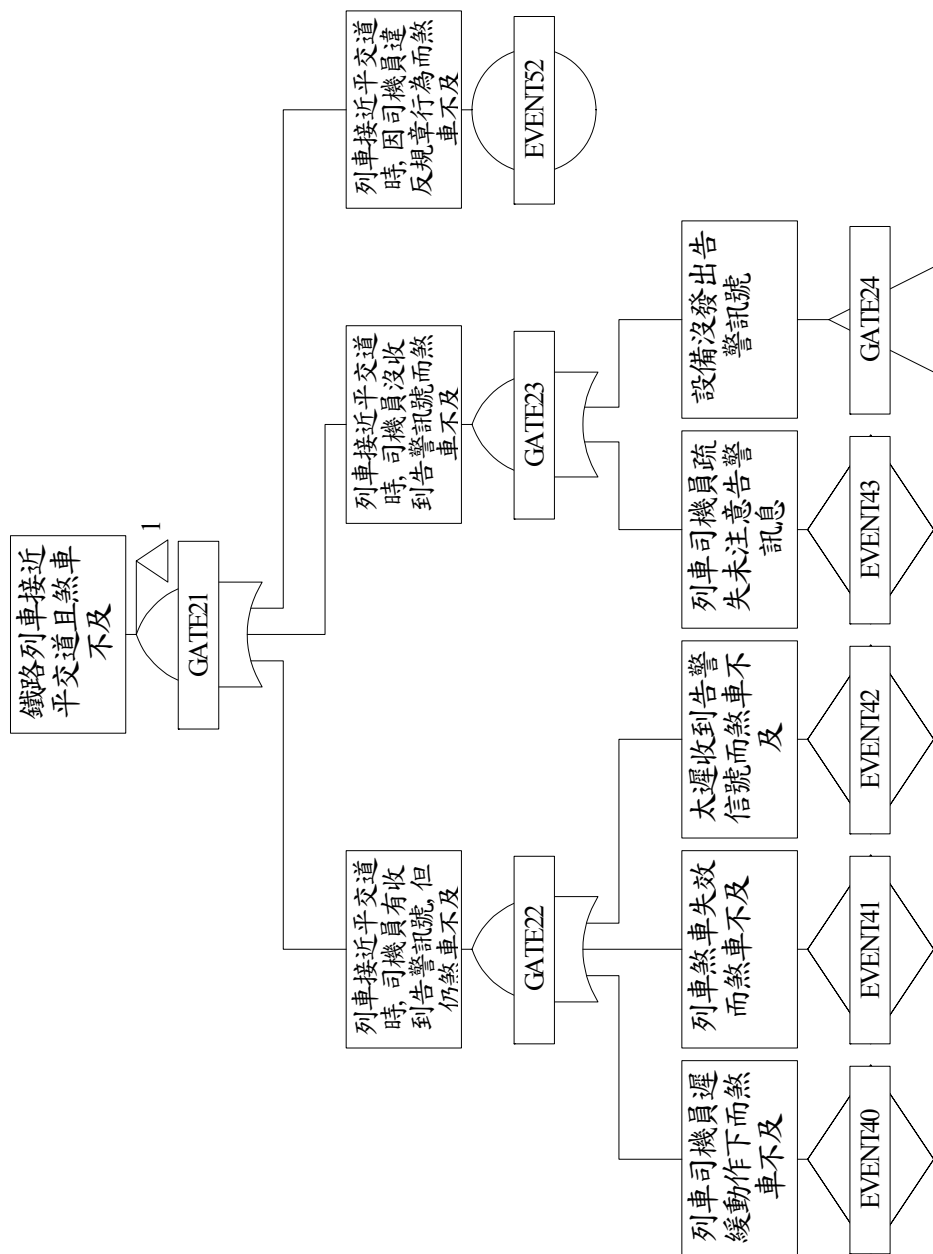 鐵路列車接近
平交道且煞車
不及
1
GATE21
列車接近平交道
時, 司機員有收
到告警訊號, 但
仍煞車不及
GATE22
列車接近平交道
時, 司機員沒收
到告警訊號而煞
車不及
GATE23
列車接近平交道
時, 因司機員違
反規章行為而煞
車不及
EVENT52
列車司機員遲
緩動作下而煞
車不及
EVENT40
列車煞車失效
而煞車不及
EVENT41
太遲收到告警
信號而煞車不
及
EVENT42
列車司機員疏
失未注意告警
訊息
EVENT43
設備沒發出告
警訊號
GATE24